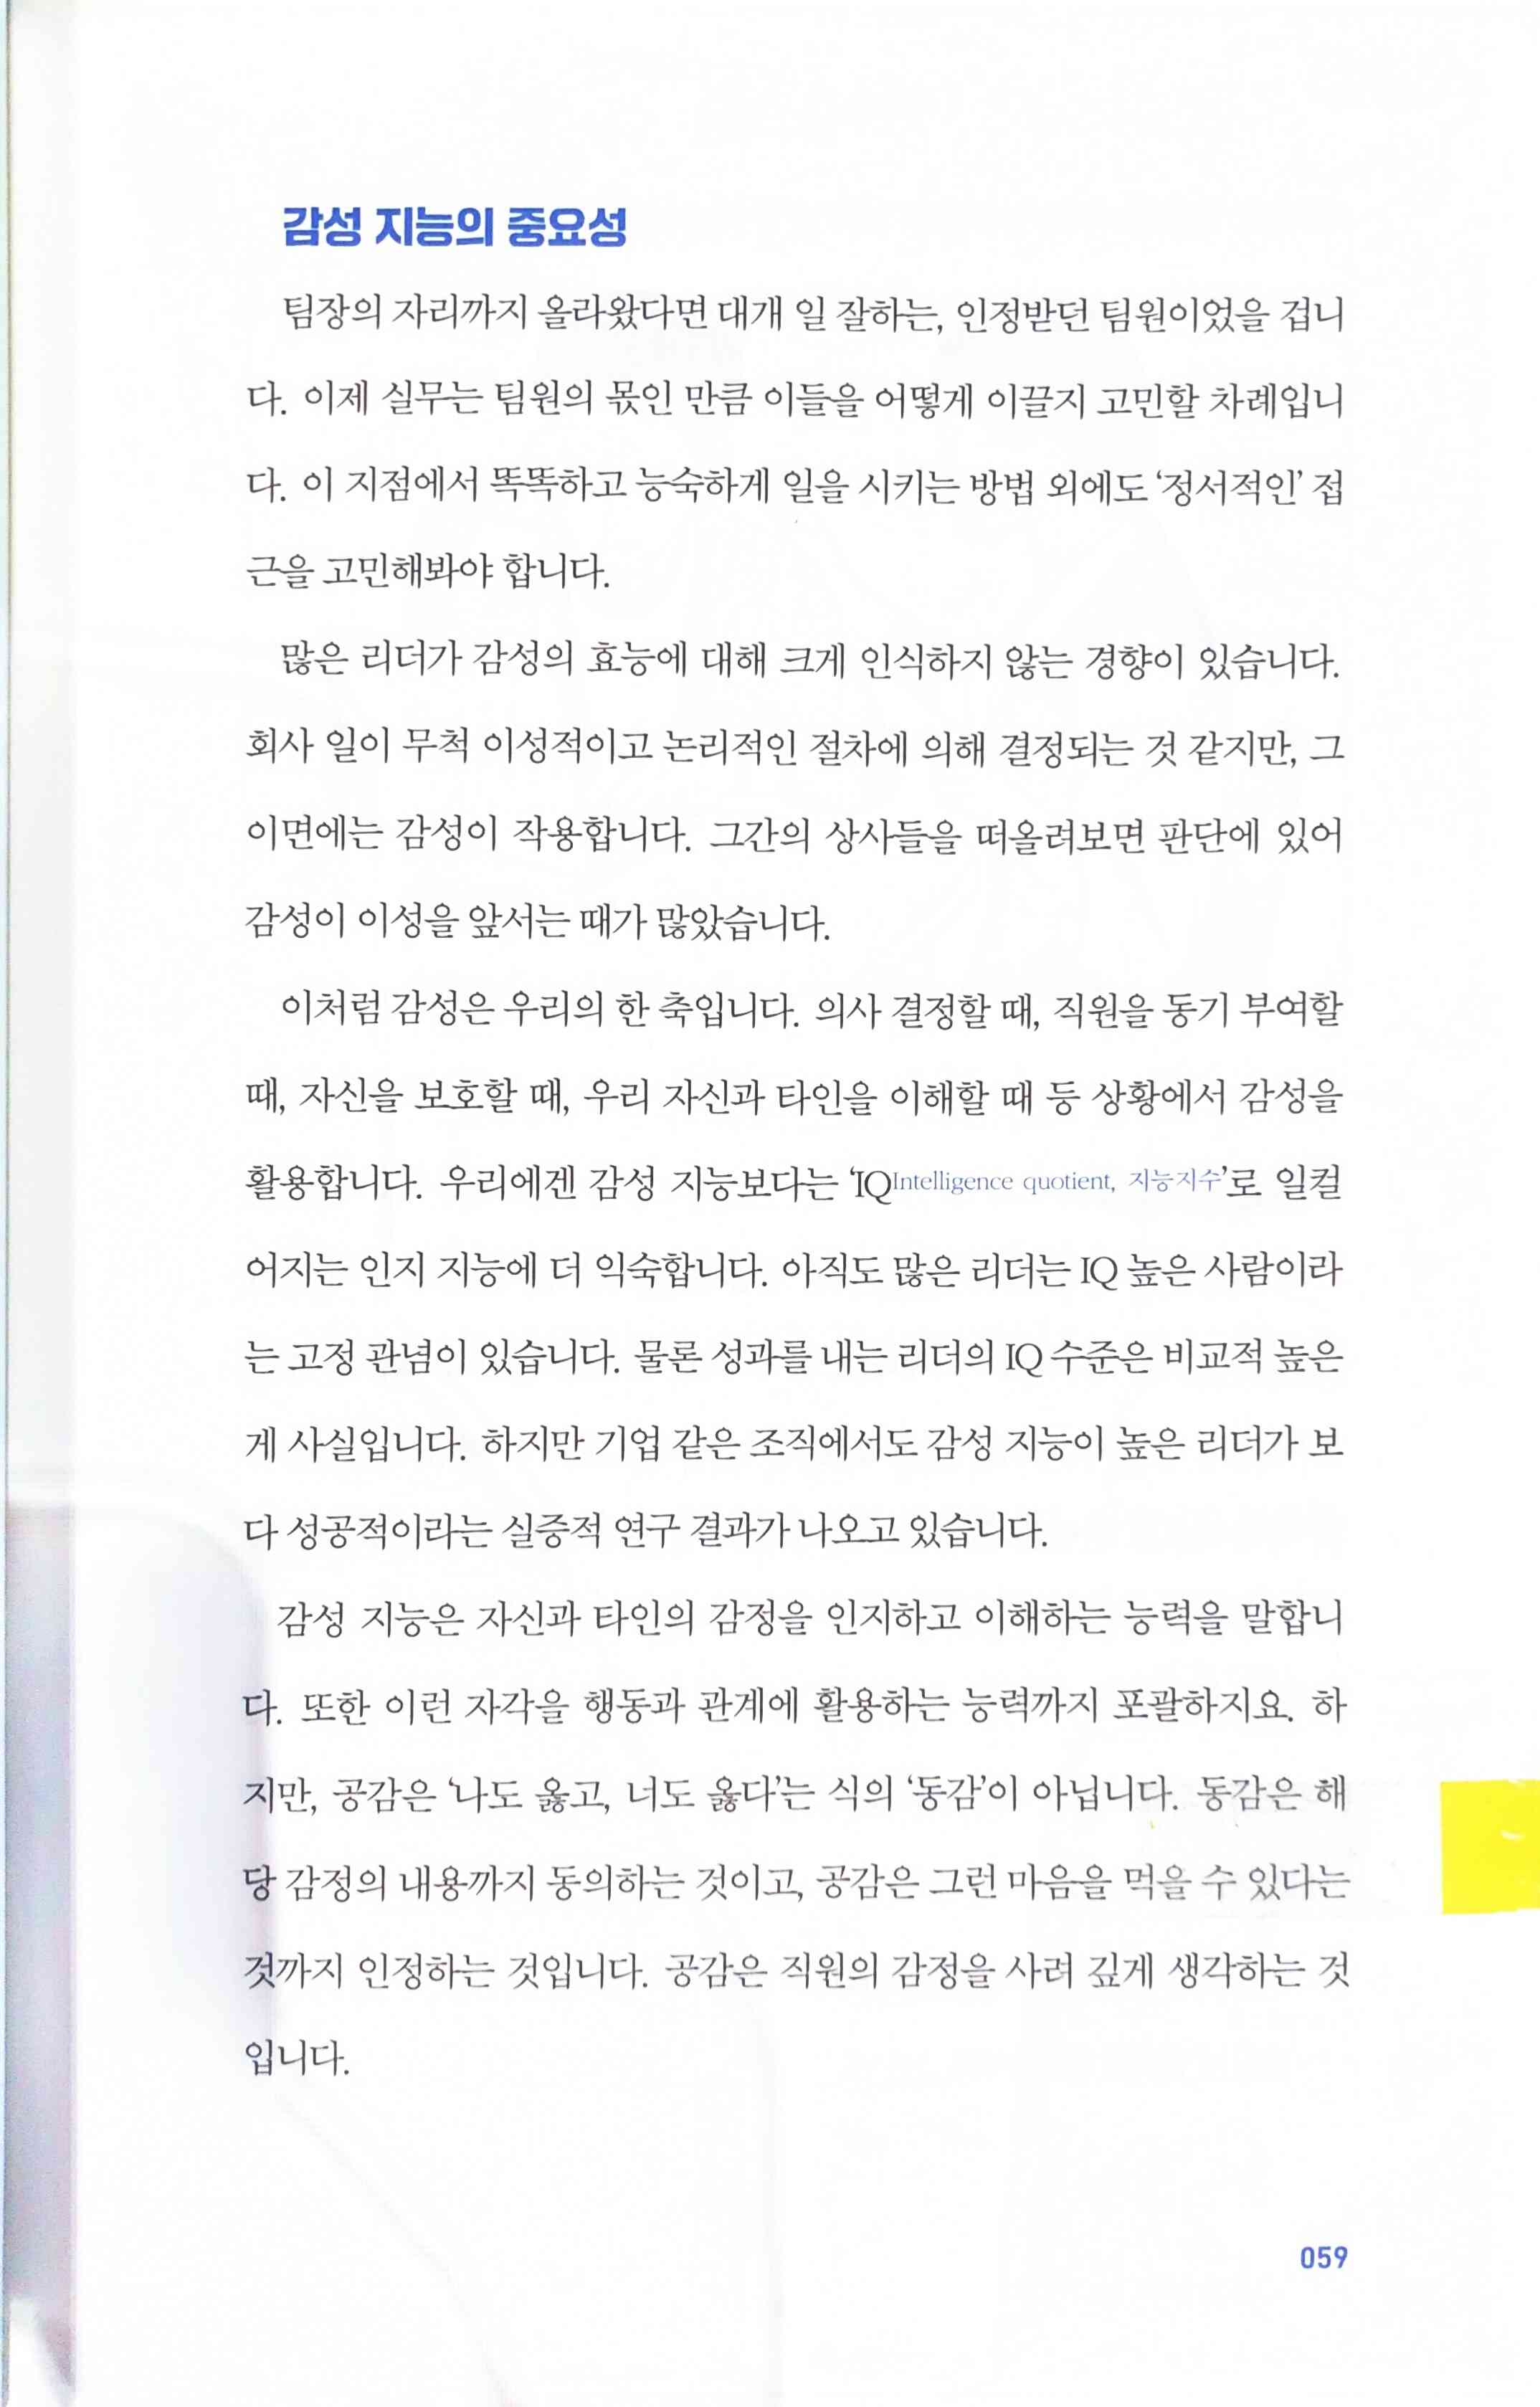 감성 지능의 중요성
팀장의 자리까지 올라왔다면 대개 일 잘하는, 인정받던 팀원이었을 겁니
다. 이제 실무는 팀원의 몫인 만큼 이들을 어떻게 이끌지 고민할 차례입니
다. 이 지점에서 똑똑하고 능숙하게 일을 시키는 방법 외에도 ‘정서적인’ 접
근을 고민해봐야 합니다.
많은 리더가 감성의 효능에 대해 크게 인식하지 않는 경향이 있습니다.
회사 일이 무척 이성적이고 논리적인 절차에 의해 결정되는 것 같지만, 그
이면에는 감성이 작용합니다. 그간의 상사들을 떠올려보면 판단에 있어
감성이 이성을 앞서는 때가 많았습니다.
이처럼 감성은 우리의 한 축입니다. 의사 결정할 때, 직원을 동기 부여할
때, 자신을 보호할 때, 우리 자신과 타인을 이해할 때 등 상황에서 감성을
활용합니다. 우리에겐 감성 지능보다는 ‘IQIntelligence quotient, 지능지수’로 일컬
어지는 인지 지능에 더 익숙합니다. 아직도 많은 리더는 IQ 높은 사람이라
는 고정 관념이 있습니다. 물론 성과를 내는 리더의 IQ 수준은 비교적 높은
게 사실입니다. 하지만 기업 같은 조직에서도 감성 지능이 높은 리더가 보
다 성공적이라는 실증적 연구 결과가 나오고 있습니다.
감성 지능은 자신과 타인의 감정을 인지하고 이해하는 능력을 말합니
다. 또한 이런 자각을 행동과 관계에 활용하는 능력까지 포괄하지요. 하
지만, 공감은 ‘나도 옳고, 너도 옳다’는 식의 ‘동감’이 아닙니다. 동감은 해
당 감정의 내용까지 동의하는 것이고, 공감은 그런 마음을 먹을 수 있다는
것까지 인정하는 것입니다. 공감은 직원의 감정을 사려 깊게 생각하는 것
입니다.
059